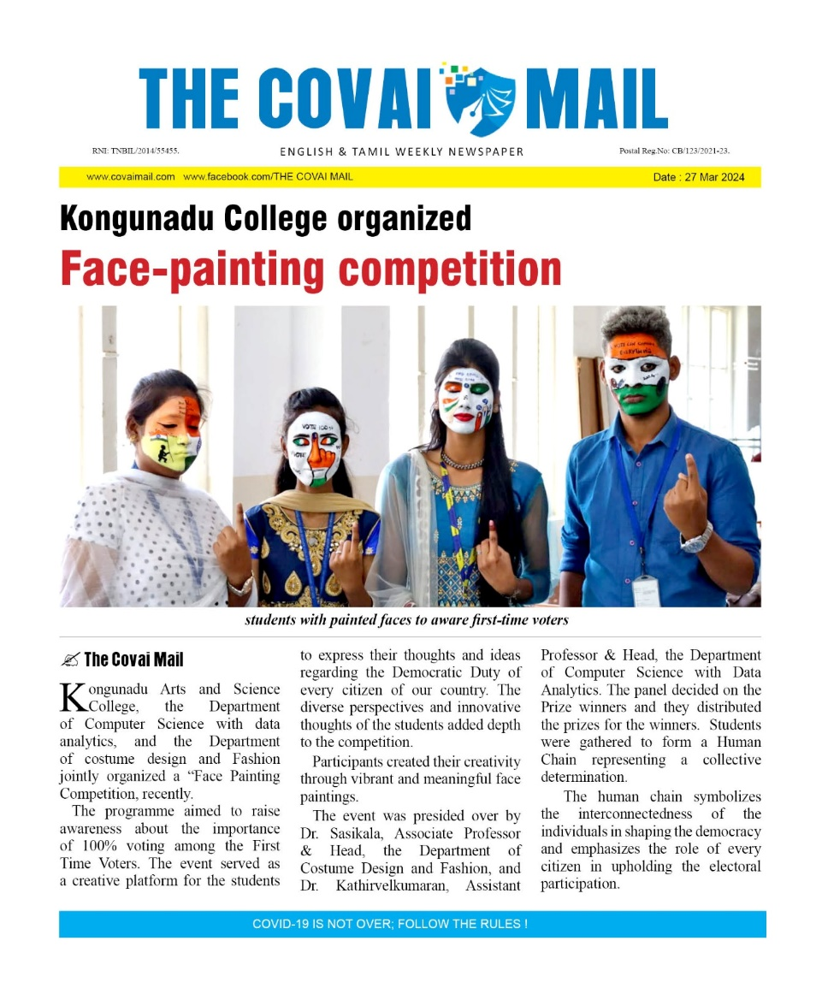 THE COVAI MAIL
RNI: TNBIL/2014/55455.
ENGLISH & TAMIL WEEKLY NEWSPAPER
Postal Reg.No: CB/123/2021-23.
www.covaimail.com www.facebook.com/THE COVAI MAIL
Date : 27 Mar 2024
Kongunadu College organized
Face-painting competition
VOTE CAN CHANGE
EVERYTHING
VOTE 100%
VOTE
students with painted faces to aware first-time voters
The Covai Mail
Kongunadu Arts and Science
College, the Department
of Computer Science with data
analytics, and the Department
of costume design and Fashion
jointly organized a “Face Painting
Competition, recently.
The programme aimed to raise
awareness about the importance
of 100% voting among the First
Time Voters. The event served as
a creative platform for the students
to express their thoughts and ideas
regarding the Democratic Duty of
every citizen of our country. The
diverse perspectives and innovative
thoughts of the students added depth
to the competition.
Participants created their creativity
through vibrant and meaningful face
paintings.
The event was presided over by
Dr. Sasikala, Associate Professor
& Head, the Department of
Costume Design and Fashion, and
Dr. Kathirvelkumaran, Assistant
Professor & Head, the Department
of Computer Science with Data
Analytics. The panel decided on the
Prize winners and they distributed
the prizes for the winners. Students
were gathered to form a Human
Chain representing a collective
determination.
The human chain symbolizes
the interconnectedness of the
individuals in shaping the democracy
and emphasizes the role of every
citizen in upholding the electoral
participation.
COVID-19 IS NOT OVER; FOLLOW THE RULES !